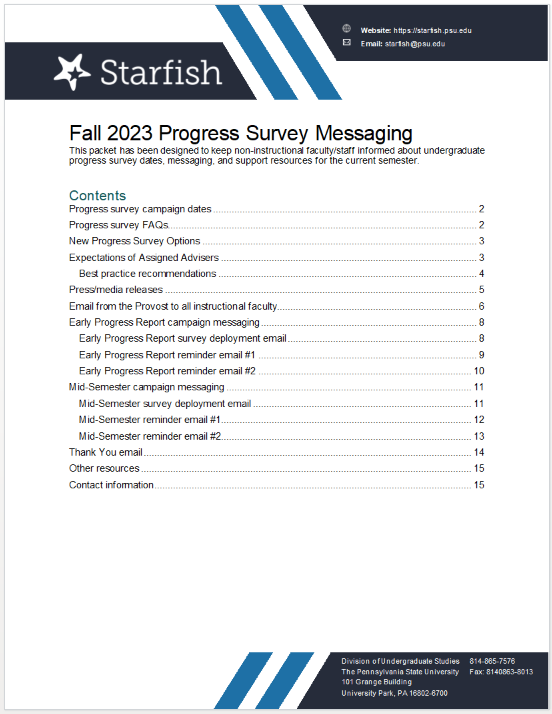 Website: https://starfish.psu.edu
Email: starfish@psu.edu
Starfish
Fall 2023 Progress Survey Messaging
This packet has been designed to keep non-instructional faculty/staff informed about undergraduate
progress survey dates, messaging, and support resources for the current semester.
Contents
Progress survey campaign dates 2
Progress survey FAQs 2
New Progress Survey Options 3
Expectations of Assigned Advisers 3
Best practice recommendations 4
Press/media releases 5
Email from the Provost to all instructional faculty 6
Early Progress Report campaign messaging 8
Early Progress Report survey deployment email 8
Early Progress Report reminder email #1 9
Early Progress Report reminder email #2 10
Mid-Semester campaign messaging 11
Mid-Semester survey deployment email 11
Mid-Semester reminder email #1 12
Mid-Semester reminder email #2 13
Thank You email 14
Other resources 15
Contact information 15
Division of Undergraduate Studies 814-865-7576
The Pennsylvania State University Fax: 8140863-8013
101 Grange Building
University Park, PA 16802-6700